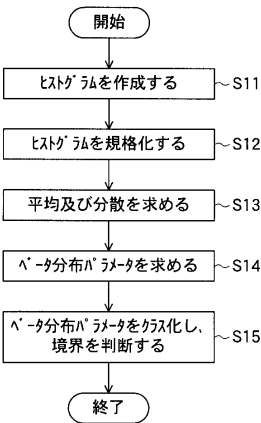 開始
ﾋｽﾄｸﾞﾗﾑを作成する
S11
ﾋｽﾄｸﾞﾗﾑを規格化する
S12
平均及び分散を求める
S13
ﾍﾞｰﾀ分布ﾊﾟﾗﾒｰﾀを求める
S14
ﾍﾞｰﾀ分布ﾊﾟﾗﾒｰﾀをｸﾗｽ化し、
境界を判断する
S15
終了